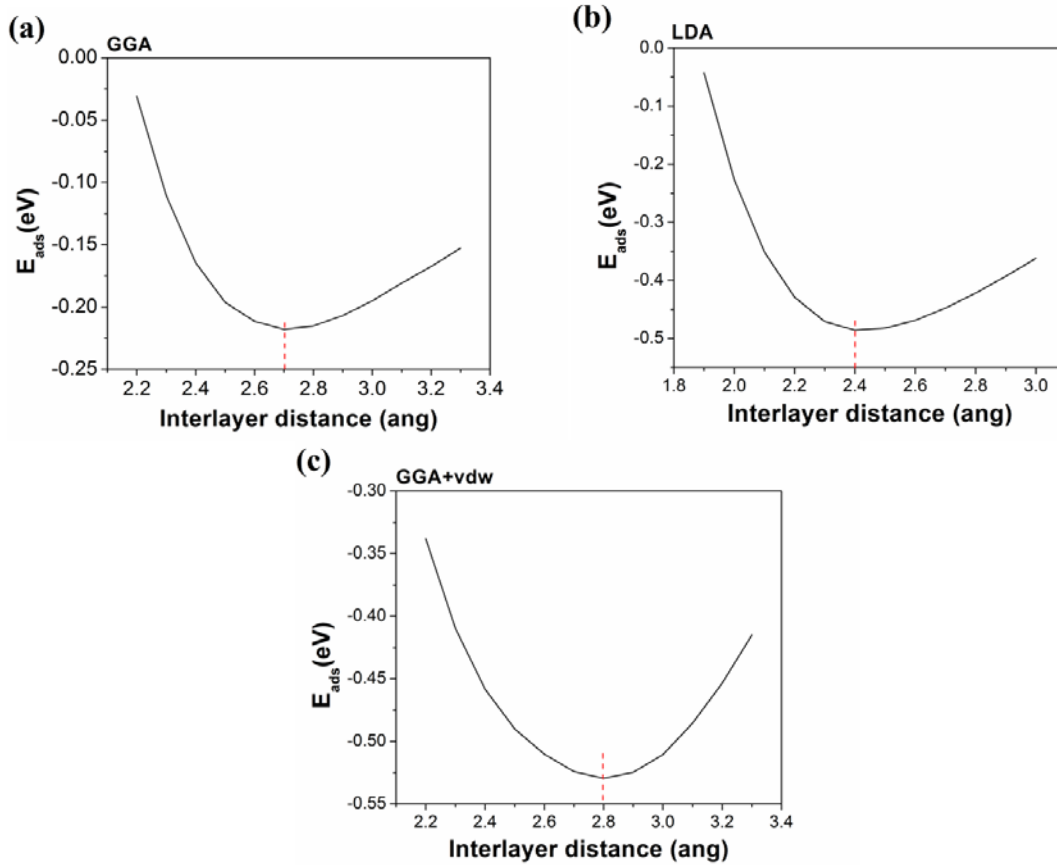 (a)
GGA
0.00
-0.05
-0.10
-0.15
-0.20
-0.25
E_ads(eV)
2.2 2.4 2.6 2.8 3.0 3.2 3.4
Interlayer distance (ang)
(b)
LDA
0.0
-0.1
-0.2
-0.3
-0.4
-0.5
E_ads(eV)
1.8 2.0 2.2 2.4 2.6 2.8 3.0
Interlayer distance (ang)
(c)
GGA+vdw
-0.30
-0.35
-0.40
-0.45
-0.50
-0.55
E_ads(eV)
2.2 2.4 2.6 2.8 3.0 3.2 3.4
Interlayer distance (ang)